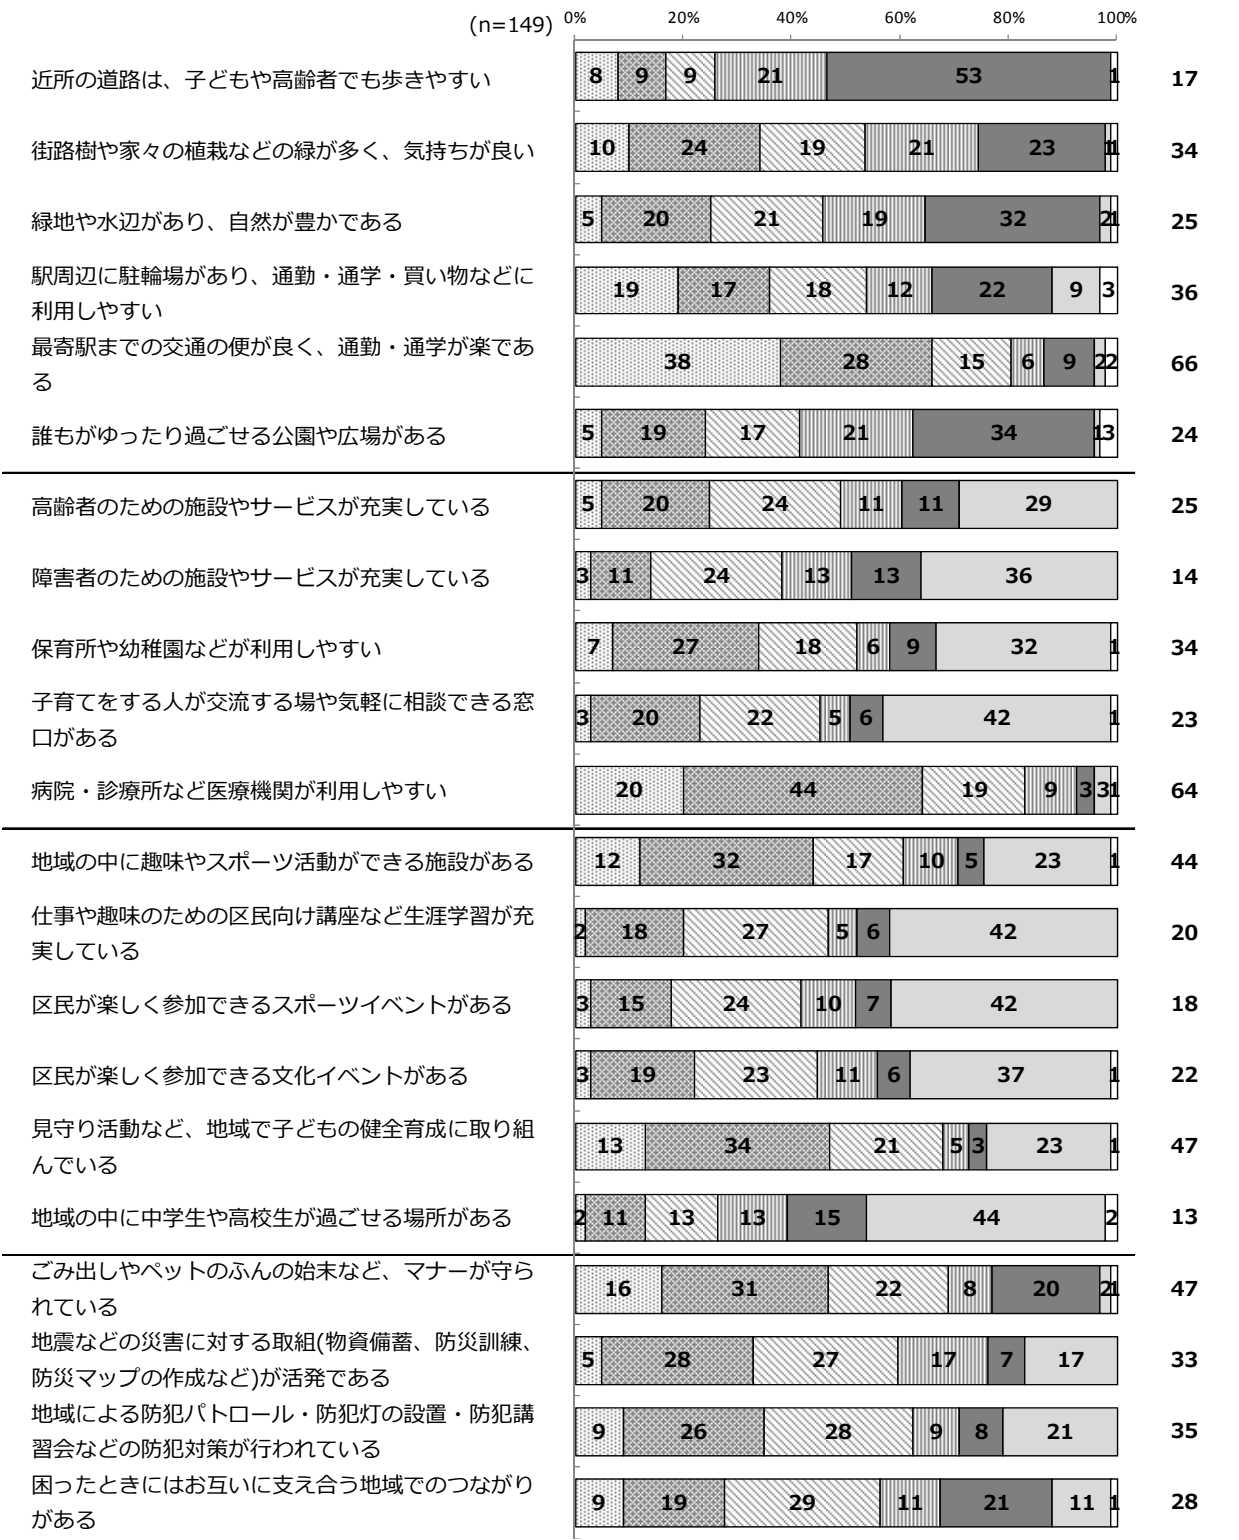 (n=149) 0% 20% 40% 60% 80% 100%
近所の道路は、子どもや高齢者でも歩きやすい 8 9 9 21 53 1 17
街路樹や家々の植栽などの緑が多く、気持ちが良い 10 24 19 21 23 1 1 34
緑地や水辺があり、自然が豊かである 5 20 21 19 32 2 1 25
駅周辺に駐輪場があり、通勤・通学・買い物などに
利用しやすい 19 17 18 12 22 9 3 36
最寄駅までの交通の便が良く、通勤・通学が楽であ
る 38 28 15 6 9 2 2 66
誰もがゆったり過ごせる公園や広場がある 5 19 17 21 34 1 3 24
高齢者のための施設やサービスが充実している 5 20 24 11 11 29 25
障害者のための施設やサービスが充実している 3 11 24 13 13 36 14
保育所や幼稚園などが利用しやすい 7 27 18 6 9 32 1 34
子育てをする人が交流する場や気軽に相談できる窓
口がある 3 20 22 5 6 42 1 23
病院・診療所など医療機関が利用しやすい 20 44 19 9 3 3 1 64
地域の中に趣味やスポーツ活動ができる施設がある 12 32 17 10 5 23 1 44
仕事や趣味のための区民向け講座など生涯学習が充
実している 2 18 27 5 6 42 20
区民が楽しく参加できるスポーツイベントがある 3 15 24 10 7 42 18
区民が楽しく参加できる文化イベントがある 3 19 23 11 6 37 1 22
見守り活動など、地域で子どもの健全育成に取り組
んでいる 13 34 21 5 3 23 1 47
地域の中に中学生や高校生が過ごせる場所がある 2 11 13 13 15 44 2 13
ごみ出しやペットのふんの始末など、マナーが守ら
れている 16 31 22 8 20 2 1 47
地震などの災害に対する取組(物資備蓄、防災訓練、
防災マップの作成など)が活発である 5 28 27 17 7 17 33
地域による防犯パトロール・防犯灯の設置・防犯講
習会などの防犯対策が行われている 9 26 28 9 8 21 35
困ったときにはお互いに支え合う地域でのつながり
がある 9 19 29 11 21 11 1 28